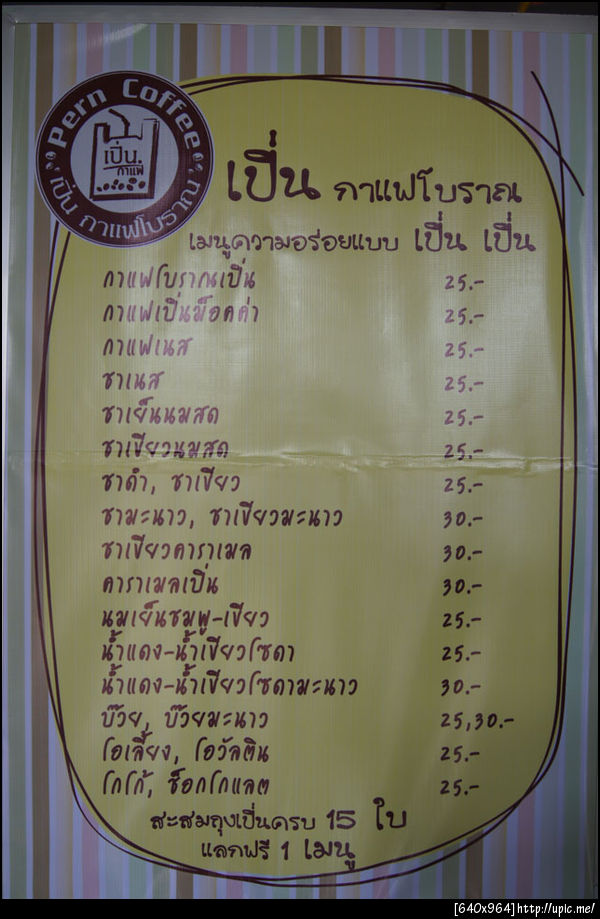 Pern Coffee
เปิ่น.
กาแฟ
'เปิ่น กาแฟโบราณ'
เปิ่น กาแฟโบราณ
เมนูความอร่อยแบบ เปิ่น เปิ่น
กาแฟโบราณเปิ่น 25.-
กาแฟเปิ่นม็อคค่า 25.-
กาแฟเนส 25.-
ชาเนส 25.-
ชาเย็นนมสด 25.-
ชาเขียวนมสด 25.-
ชาดำ, ชาเขียว 25.-
ชามะนาว, ชาเขียวมะนาว 30.-
ชาเขียวคาราเมล 30.-
คาราเมลเปิ่น 30.-
นมเย็นชมพู-เขียว 25.-
น้ำแดง-น้ำเขียวโซดา 25.-
น้ำแดง-น้ำเขียวโซดามะนาว 30.-
บ๊วย, บ๊วยมะนาว 25,30.-
โอเลี้ยง, โอวัลติน 25.-
โกโก้, ช็อกโกแลต 25.-
สะสมถุงเปิ่นครบ 15 ใบ
แลกฟรี 1 เมนู
[640x964]http://upic.me/